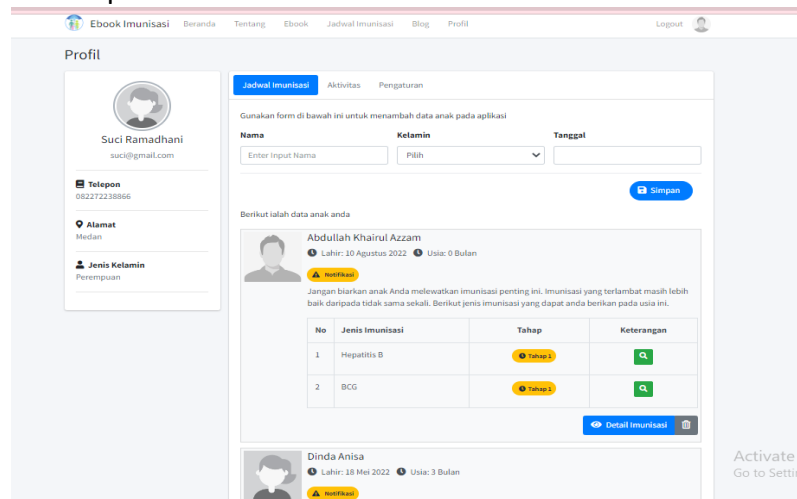 Ebook Imunisasi Beranda Tentang Ebook Jadwal Imunisasi Blog Profil Logout
Profil
Suci Ramadhani
suci@gmail.com
Telepon
082272238866
Alamat
Medan
Jenis Kelamin
Perempuan
Jadwal Imunisasi Aktivitas Pengaturan
Gunakan form di bawah ini untuk menambah data anak pada aplikasi
Nama Kelamin Tanggal
Enter Input Nama Pilih
Simpan
Berikut ialah data anak anda
Abdullah Khairul Azzam
Lahir: 10 Agustus 2022 Usia: 0 Bulan
Notifikasi
Jangan biarkan anak Anda melewatkan imunisasi penting ini. Imunisasi yang terlambat masih lebih
baik daripada tidak sama sekali. Berikut jenis imunisasi yang dapat anda berikan pada usia ini.
No Jenis Imunisasi Tahap Keterangan
1 Hepatitis B Tahap 1
2 BCG Tahap 1
Detail Imunisasi
Dinda Anisa
Lahir: 18 Mei 2022 Usia: 3 Bulan
Notifikasi
Activate
Go to Settin